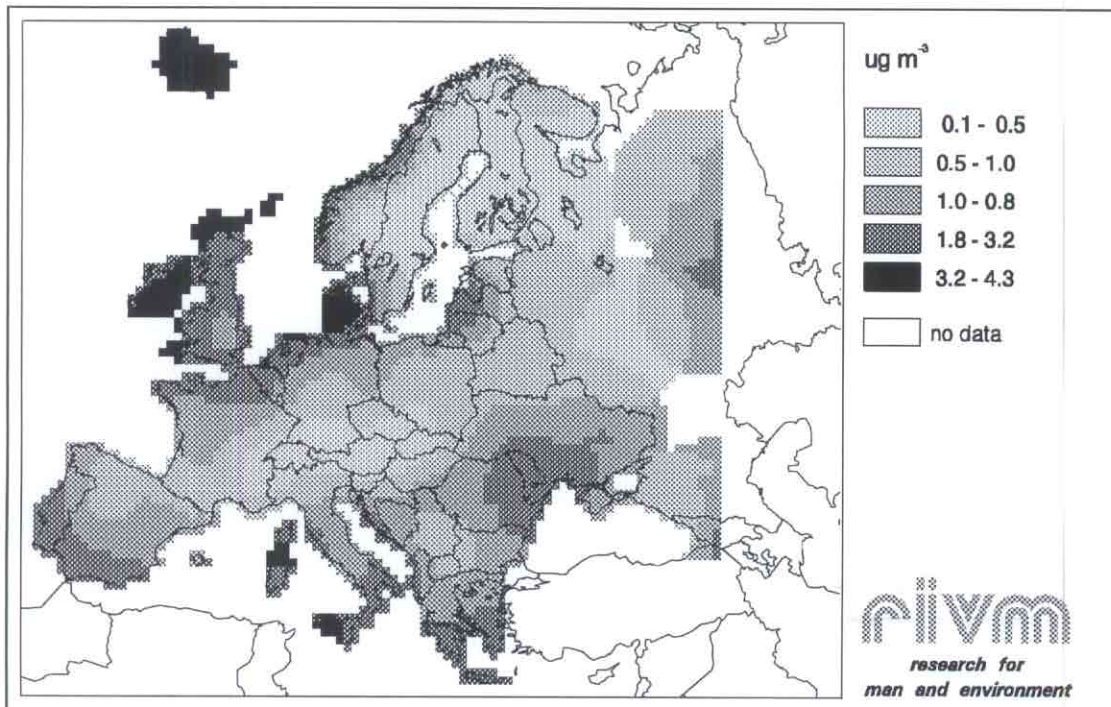 ug m-3
0.1 - 0.5
0.5 - 1.0
1.0 - 0.8
1.8 - 3.2
3.2 - 4.3
no data
riivm
research for
man and environment